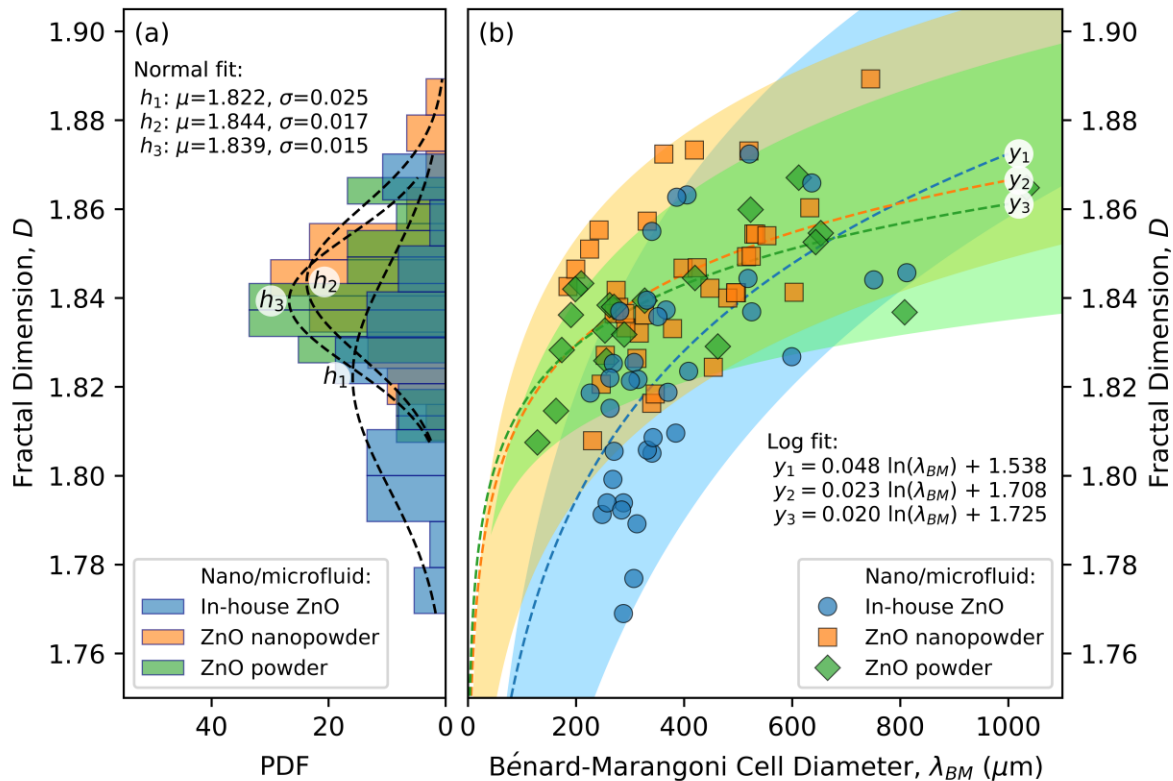 (a)
Normal fit:
h₁: μ=1.822, σ=0.025
h₂: μ=1.844, σ=0.017
h₃: μ=1.839, σ=0.015
h₂
h₃
h₁
Nano/microfluid:
In-house ZnO
ZnO nanopowder
ZnO powder
1.90
1.88
1.86
1.84
1.82
1.80
1.78
1.76
Fractal Dimension, D
40
20
0
PDF
(b)
y₁
y₂
y₃
Log fit:
y₁ = 0.048 ln(λ_BM) + 1.538
y₂ = 0.023 ln(λ_BM) + 1.708
y₃ = 0.020 ln(λ_BM) + 1.725
Nano/microfluid:
In-house ZnO
ZnO nanopowder
ZnO powder
0
200
400
600
800
1000
Bénard-Marangoni Cell Diameter, λ_BM (μm)
1.90
1.88
1.86
1.84
1.82
1.80
1.78
1.76
Fractal Dimension, D